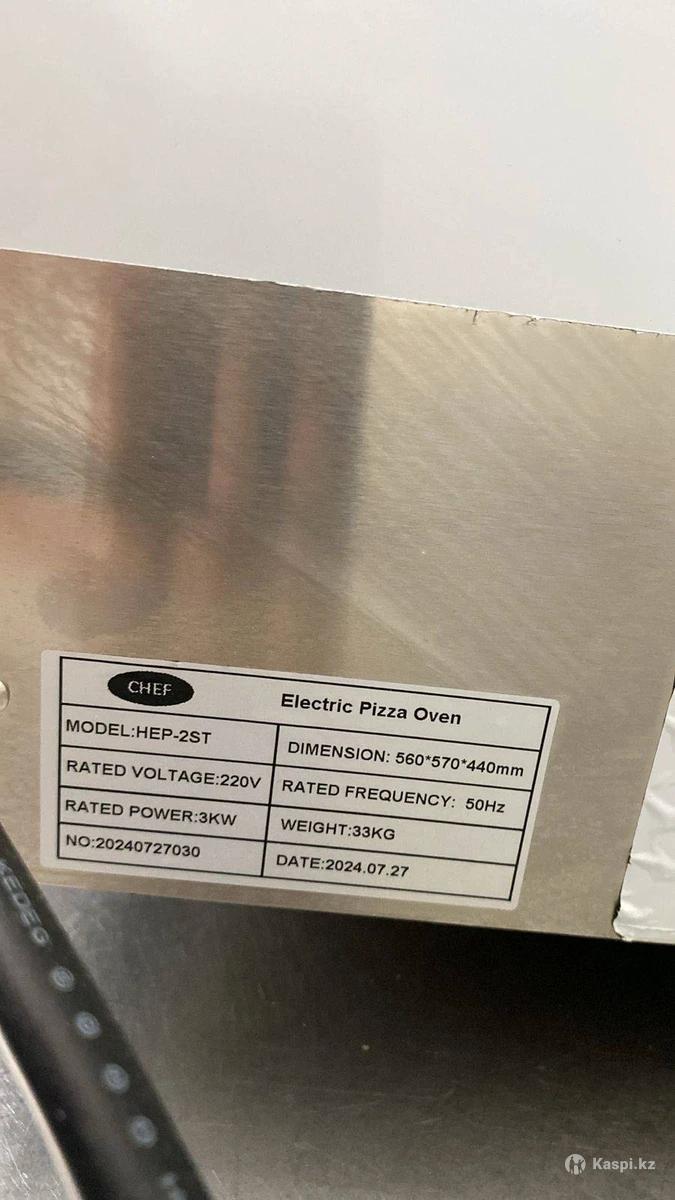 CHEF
Electric Pizza Oven
MODEL:HEP-2ST
DIMENSION: 560*570*440mm
RATED VOLTAGE:220V
RATED FREQUENCY: 50Hz
RATED POWER:3KW
WEIGHT:33KG
NO:20240727030
DATE:2024.07.27
KEDEG
Kaspi.kz